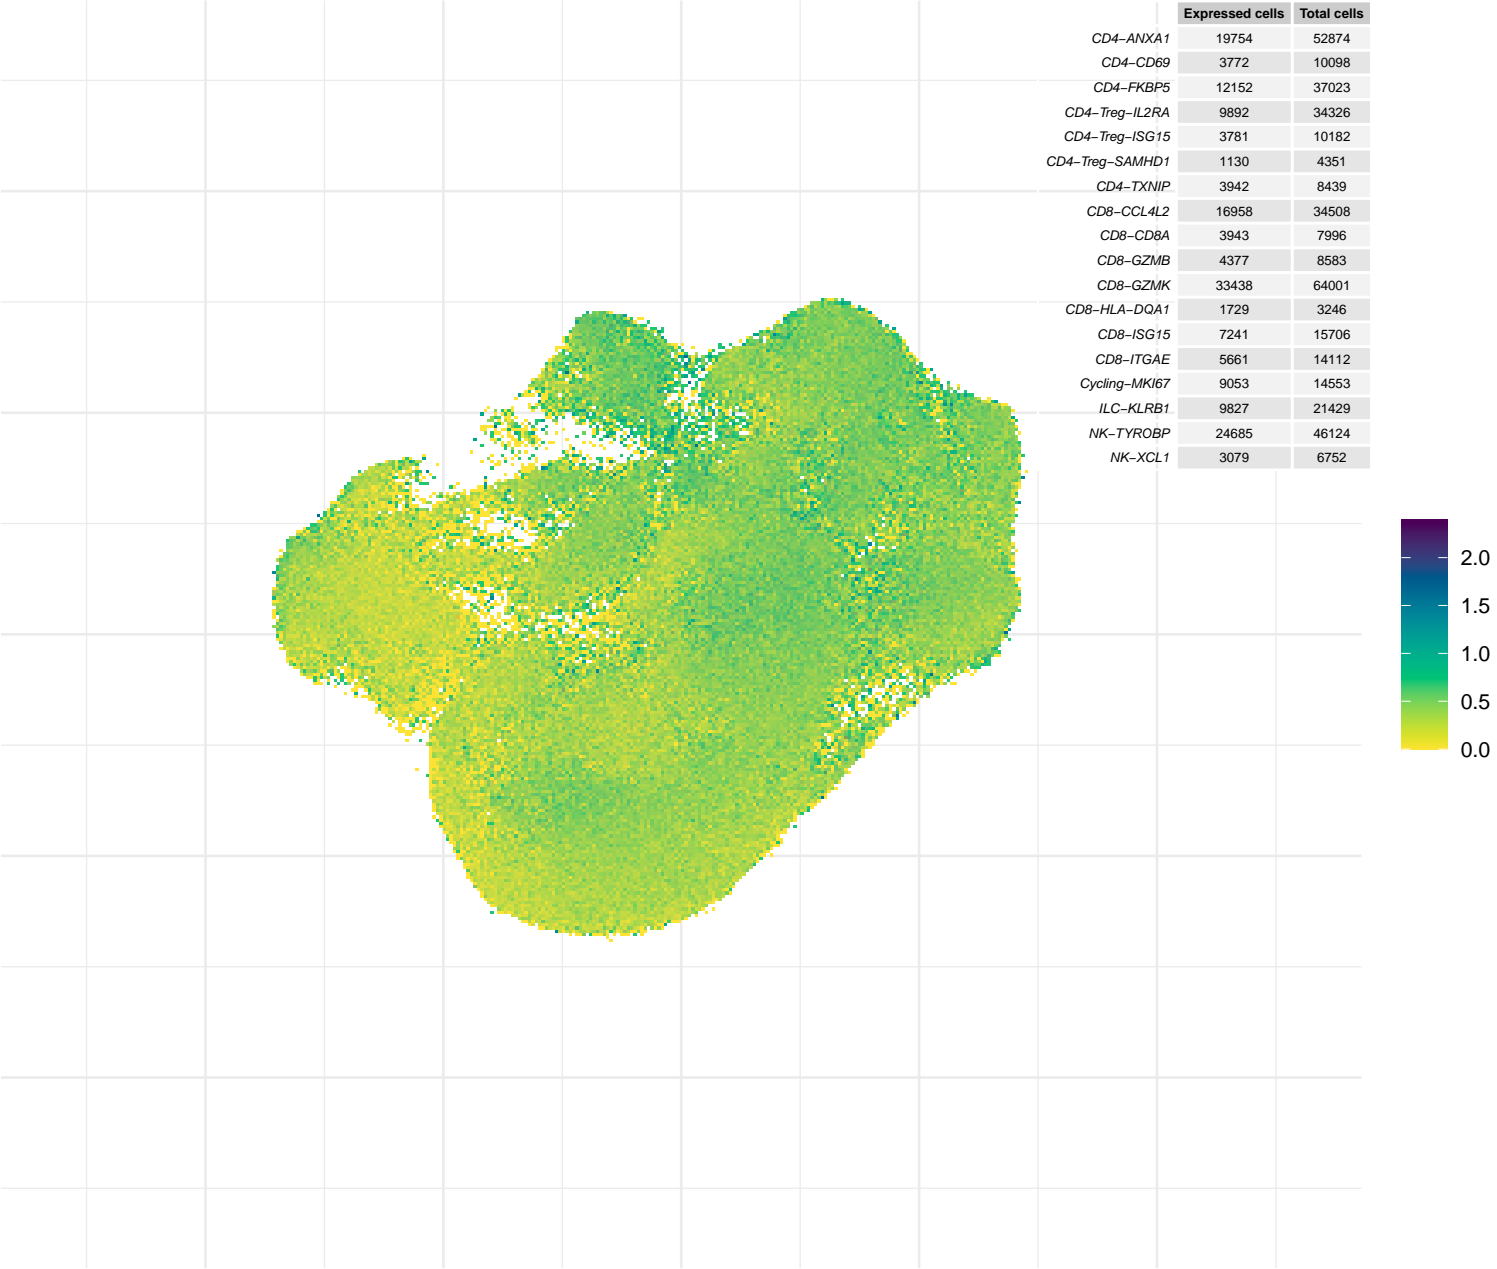 Expressed cells Total cells
CD4−ANXA1 19754 52874
CD4−CD69 3772 10098
CD4−FKBP5 12152 37023
CD4−Treg−IL2RA 9892 34326
CD4−Treg−ISG15 3781 10182
CD4−Treg−SAMHD1 1130 4351
CD4−TXNIP 3942 8439
CD8−CCL4L2 16958 34508
CD8−CD8A 3943 7996
CD8−GZMB 4377 8583
CD8−GZMK 33438 64001
CD8−HLA−DQA1 1729 3246
CD8−ISG15 7241 15706
CD8−ITGAE 5661 14112
Cycling−MKI67 9053 14553
ILC−KLRB1 9827 21429
NK−TYROBP 24685 46124
NK−XCL1 3079 6752
2.0
1.5
1.0
0.5
0.0